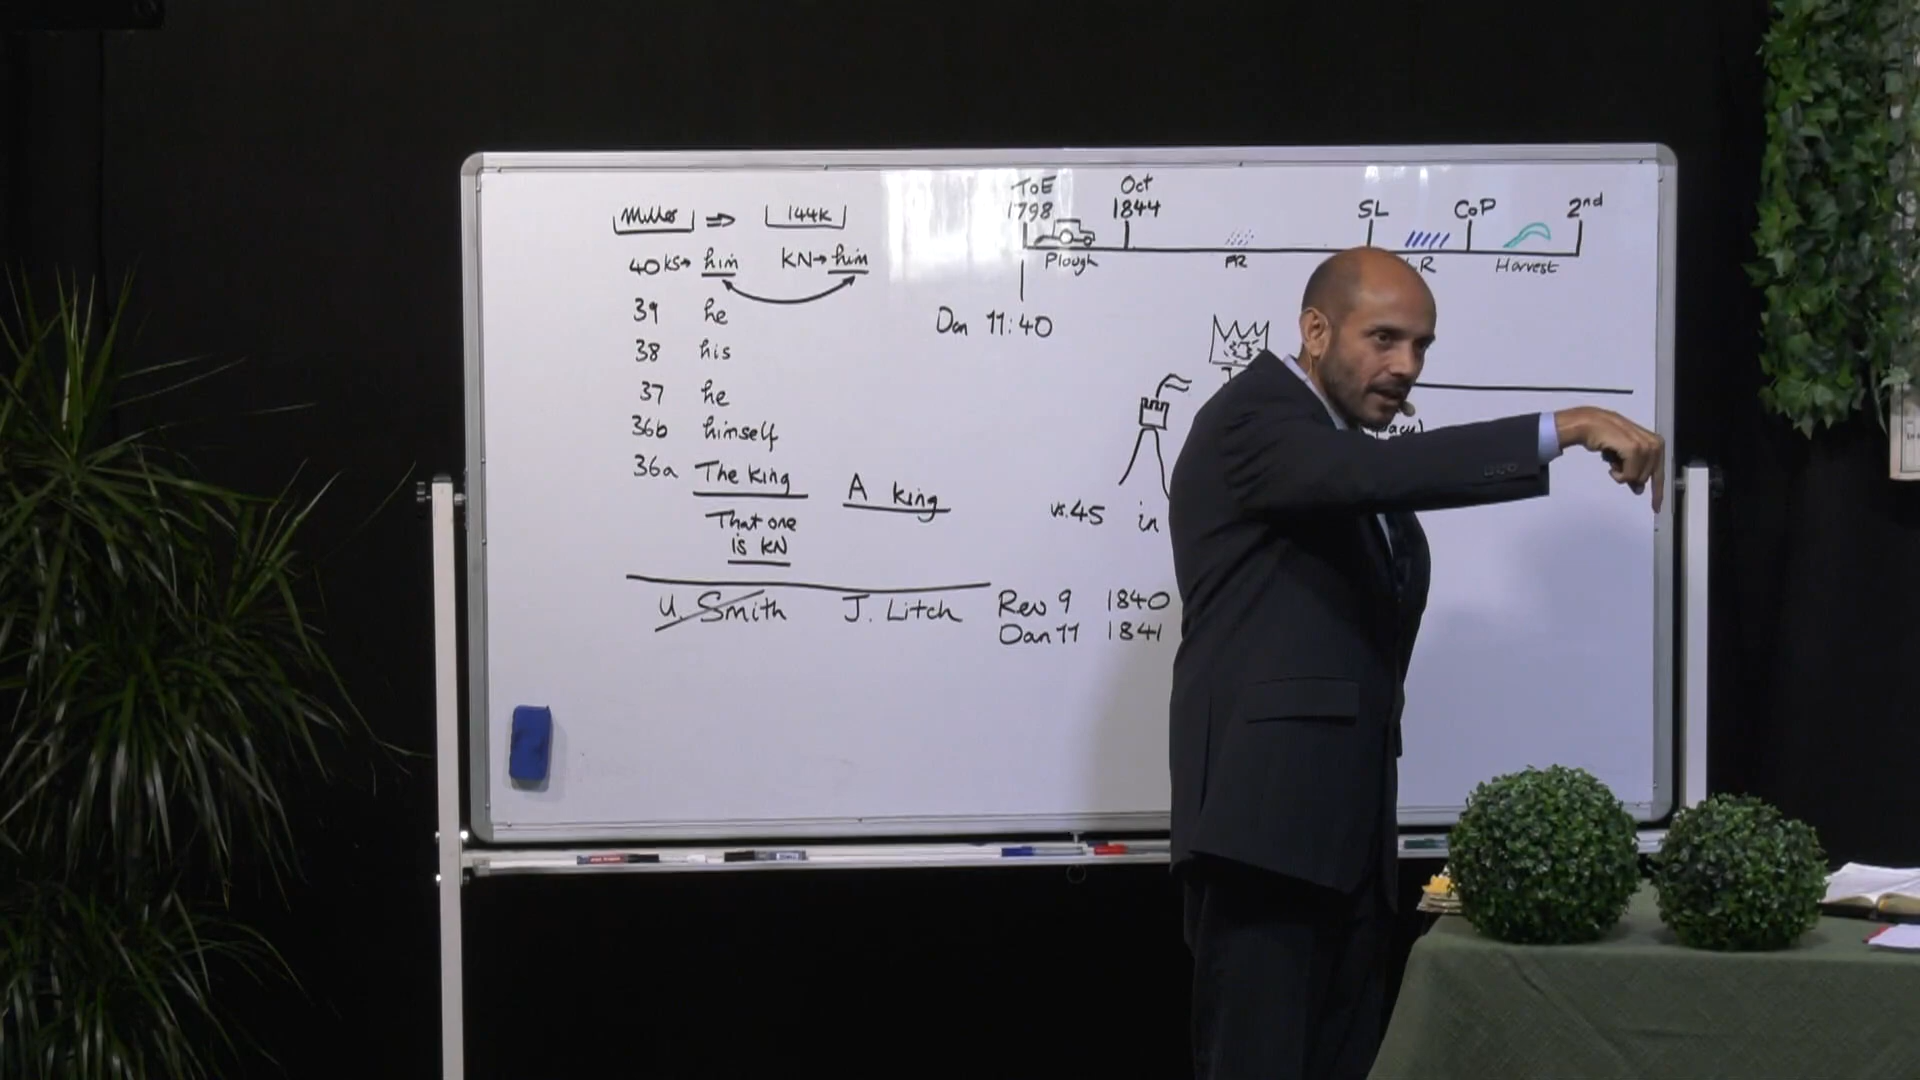 Miller ⇒ 144K
40 KS→ him KN→ him
39 he
38 his
37 he
36b himself
36a The king A king
That one
is KN
U. Smith J. Litch Rev 9 1840
Dan 11 1841
ToE Oct
1798 1844 SL CoP 2nd
Plough Harvest
Dan 11:40
vs.45 in